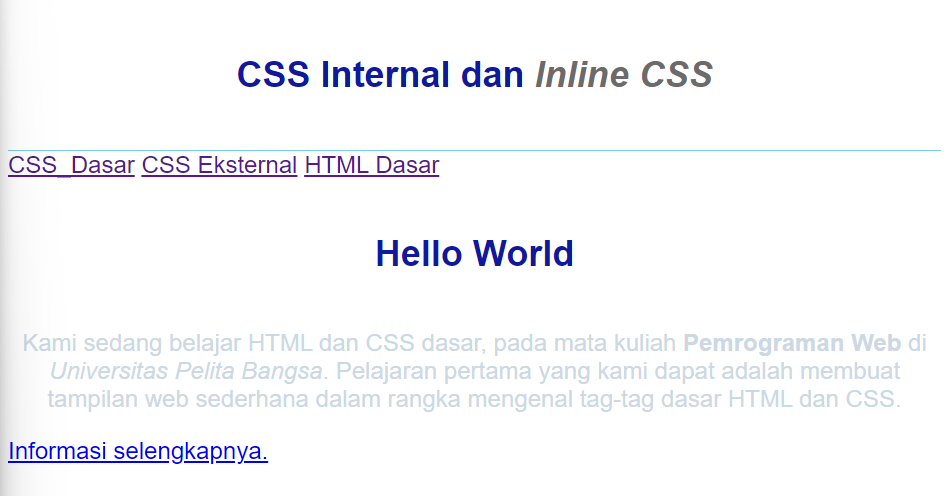 CSS Internal dan Inline CSS
CSS_Dasar CSS Eksternal HTML Dasar
Hello World
Kami sedang belajar HTML dan CSS dasar, pada mata kuliah Pemrograman Web di
Universitas Pelita Bangsa. Pelajaran pertama yang kami dapat adalah membuat
tampilan web sederhana dalam rangka mengenal tag-tag dasar HTML dan CSS.
Informasi selengkapnya.